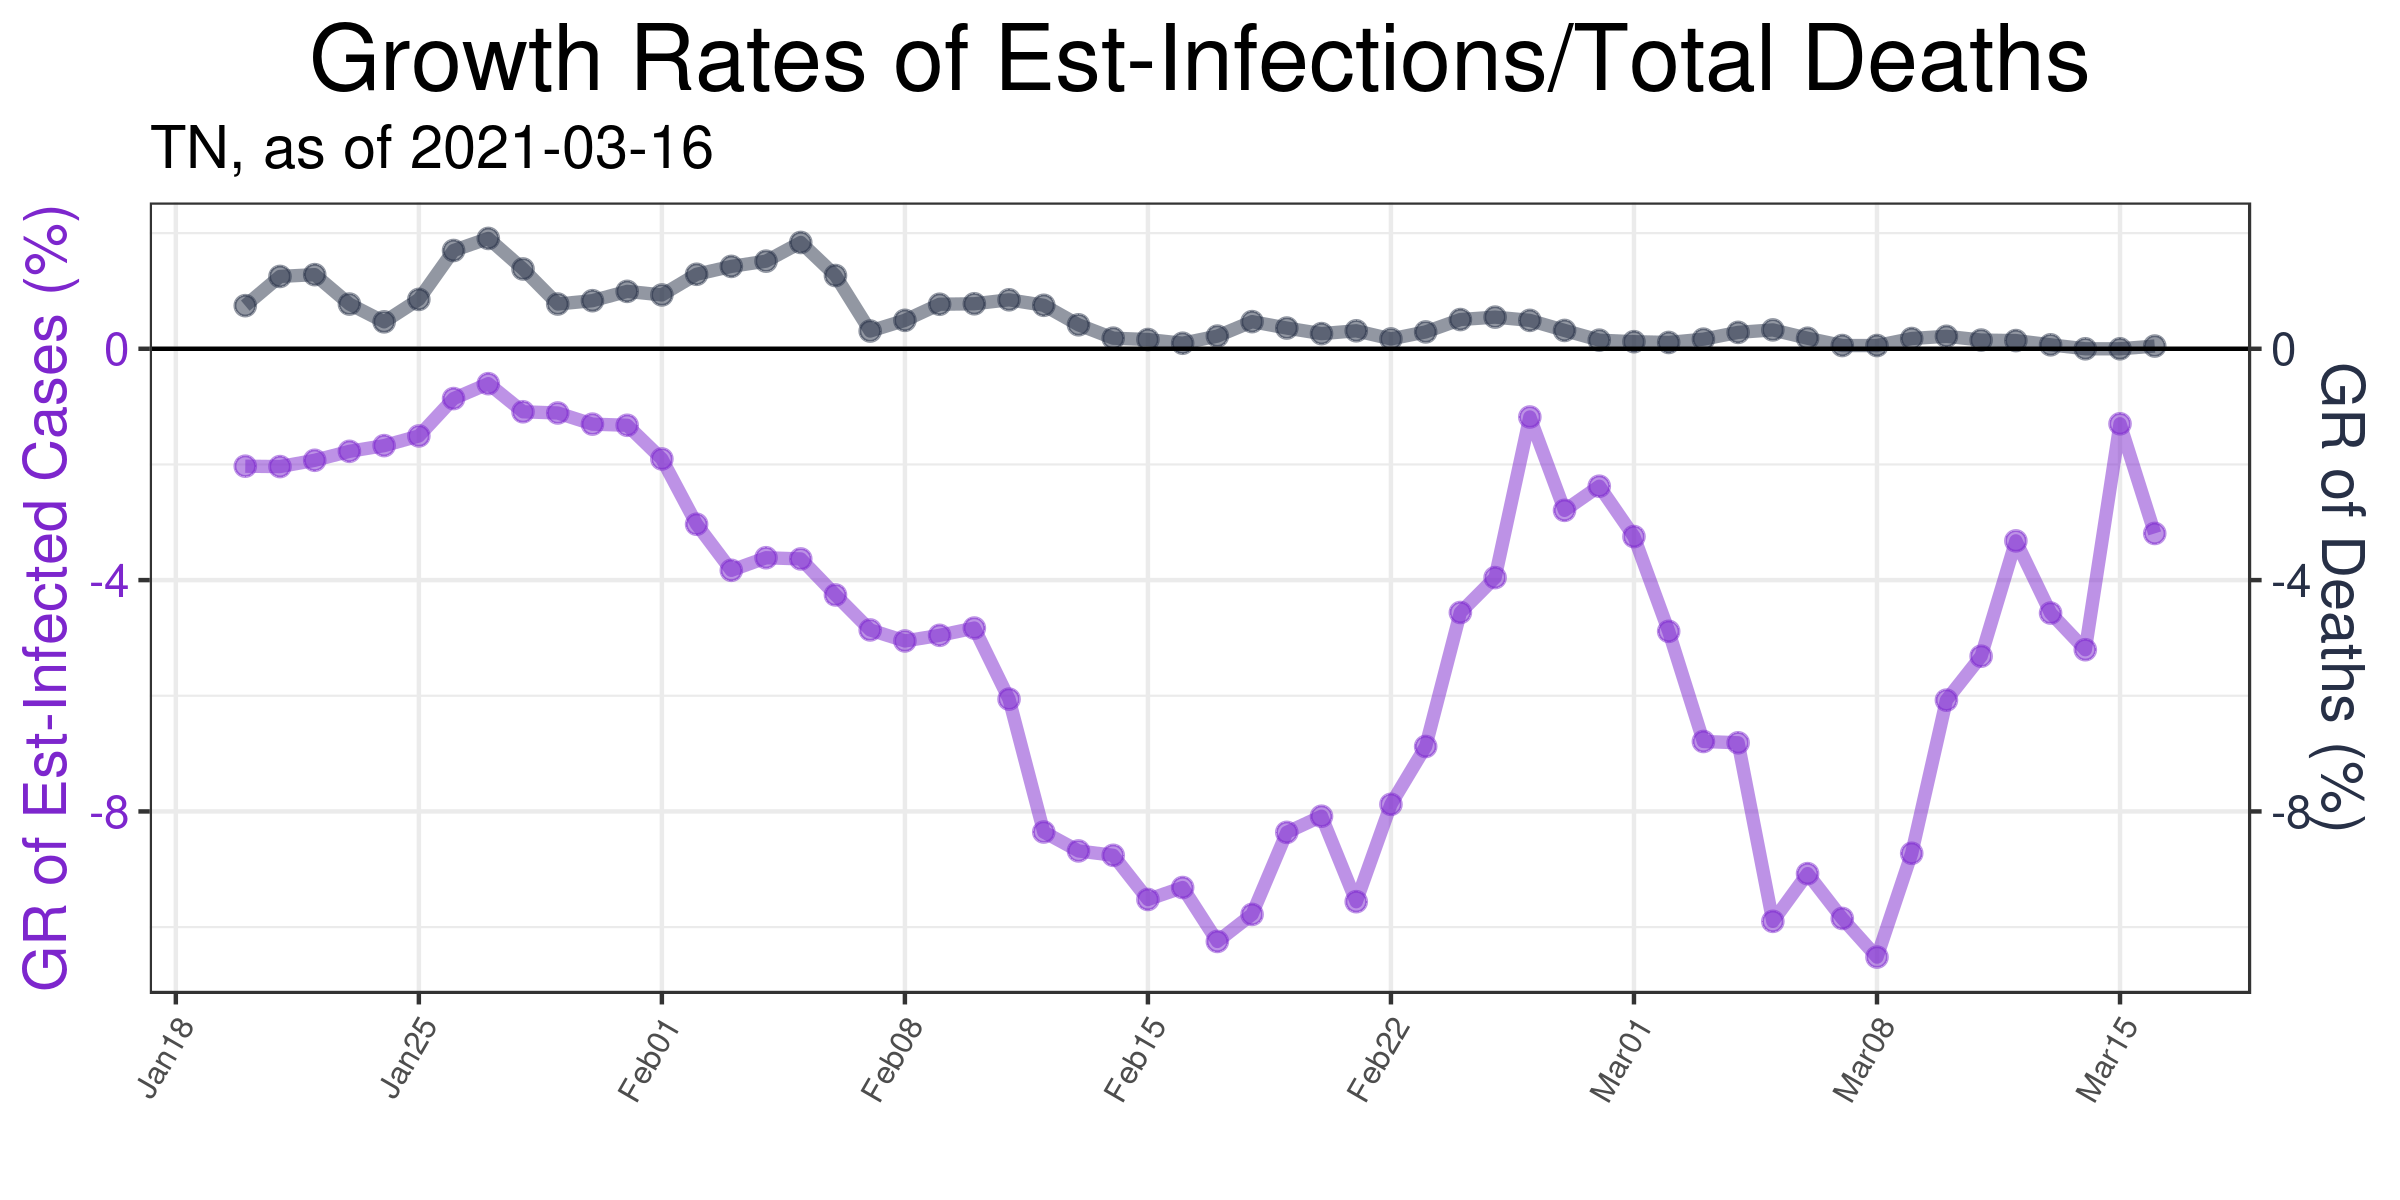 Growth Rates of Est-Infections/Total Deaths
TN, as of 2021-03-16
GR of Est-Infected Cases (%)
0
-4
-8
0
-4
-8
GR of Deaths (%)
Jan18
Jan25
Feb01
Feb08
Feb15
Feb22
Mar01
Mar08
Mar15